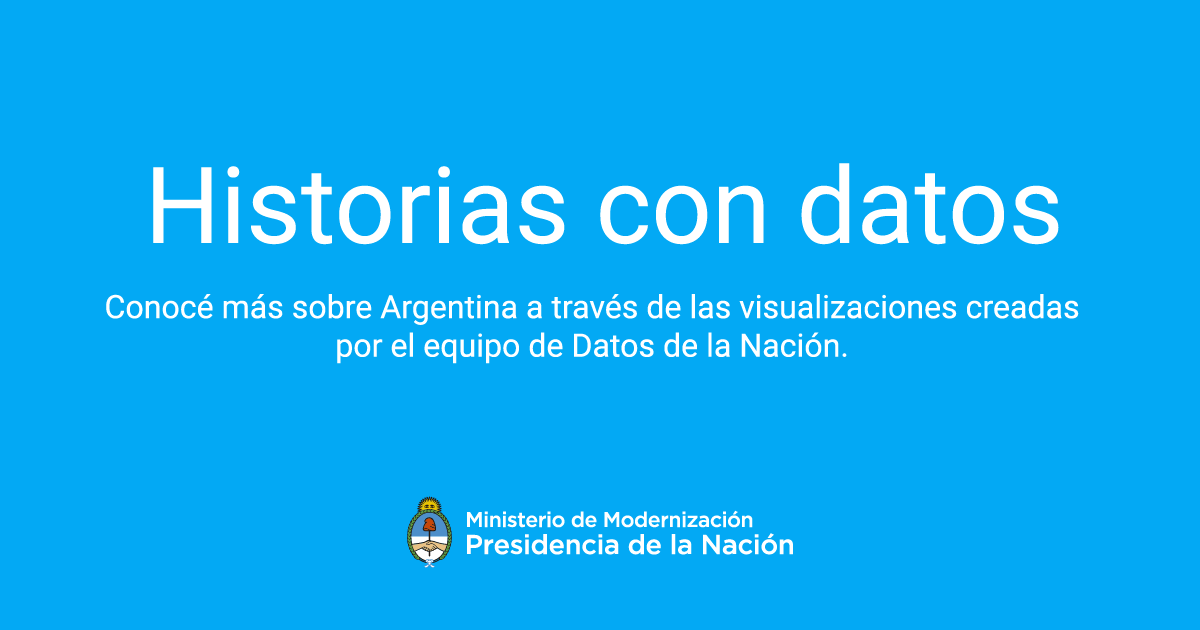 Historias con datos
Conocé más sobre Argentina a través de las visualizaciones creadas
por el equipo de Datos de la Nación.
Ministerio de Modernización
Presidencia de la Nación